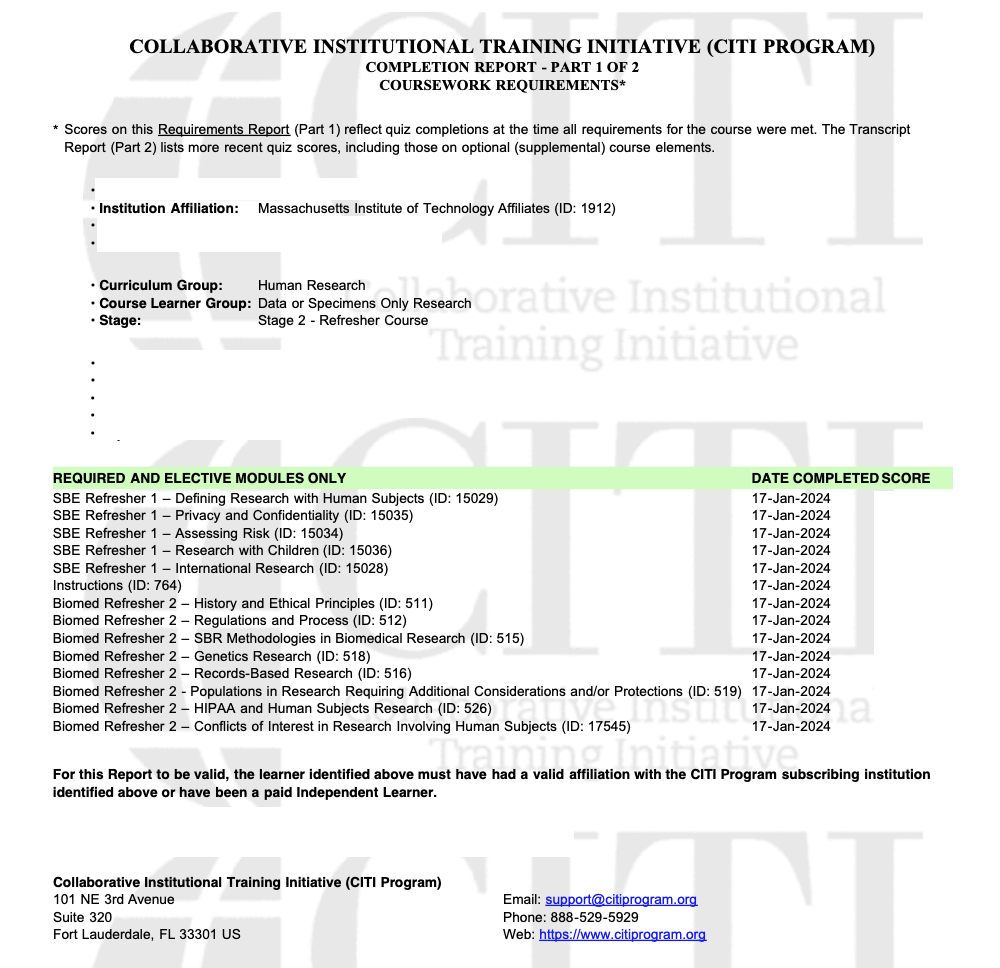 COLLABORATIVE INSTITUTIONAL TRAINING INITIATIVE (CITI PROGRAM)
COMPLETION REPORT - PART 1 OF 2
COURSEWORK REQUIREMENTS*
* Scores on this Requirements Report (Part 1) reflect quiz completions at the time all requirements for the course were met. The Transcript
Report (Part 2) lists more recent quiz scores, including those on optional (supplemental) course elements.
•
• Institution Affiliation: Massachusetts Institute of Technology Affiliates (ID: 1912)
•
•
• Curriculum Group: Human Research
• Course Learner Group: Data or Specimens Only Research
• Stage: Stage 2 - Refresher Course
•
•
•
•
•
REQUIRED AND ELECTIVE MODULES ONLY DATE COMPLETED SCORE
SBE Refresher 1 – Defining Research with Human Subjects (ID: 15029) 17-Jan-2024
SBE Refresher 1 – Privacy and Confidentiality (ID: 15035) 17-Jan-2024
SBE Refresher 1 – Assessing Risk (ID: 15034) 17-Jan-2024
SBE Refresher 1 – Research with Children (ID: 15036) 17-Jan-2024
SBE Refresher 1 – International Research (ID: 15028) 17-Jan-2024
Instructions (ID: 764) 17-Jan-2024
Biomed Refresher 2 – History and Ethical Principles (ID: 511) 17-Jan-2024
Biomed Refresher 2 – Regulations and Process (ID: 512) 17-Jan-2024
Biomed Refresher 2 – SBR Methodologies in Biomedical Research (ID: 515) 17-Jan-2024
Biomed Refresher 2 – Genetics Research (ID: 518) 17-Jan-2024
Biomed Refresher 2 – Records-Based Research (ID: 516) 17-Jan-2024
Biomed Refresher 2 - Populations in Research Requiring Additional Considerations and/or Protections (ID: 519) 17-Jan-2024
Biomed Refresher 2 – HIPAA and Human Subjects Research (ID: 526) 17-Jan-2024
Biomed Refresher 2 – Conflicts of Interest in Research Involving Human Subjects (ID: 17545) 17-Jan-2024
For this Report to be valid, the learner identified above must have had a valid affiliation with the CITI Program subscribing institution
identified above or have been a paid Independent Learner.
Collaborative Institutional Training Initiative (CITI Program)
101 NE 3rd Avenue Email: support@citiprogram.org
Suite 320 Phone: 888-529-5929
Fort Lauderdale, FL 33301 US Web: https://www.citiprogram.org
CITI
Collaborative Institutional
Training Initiative
CITI
Collaborative Institutiona
Training Initiative
CITI